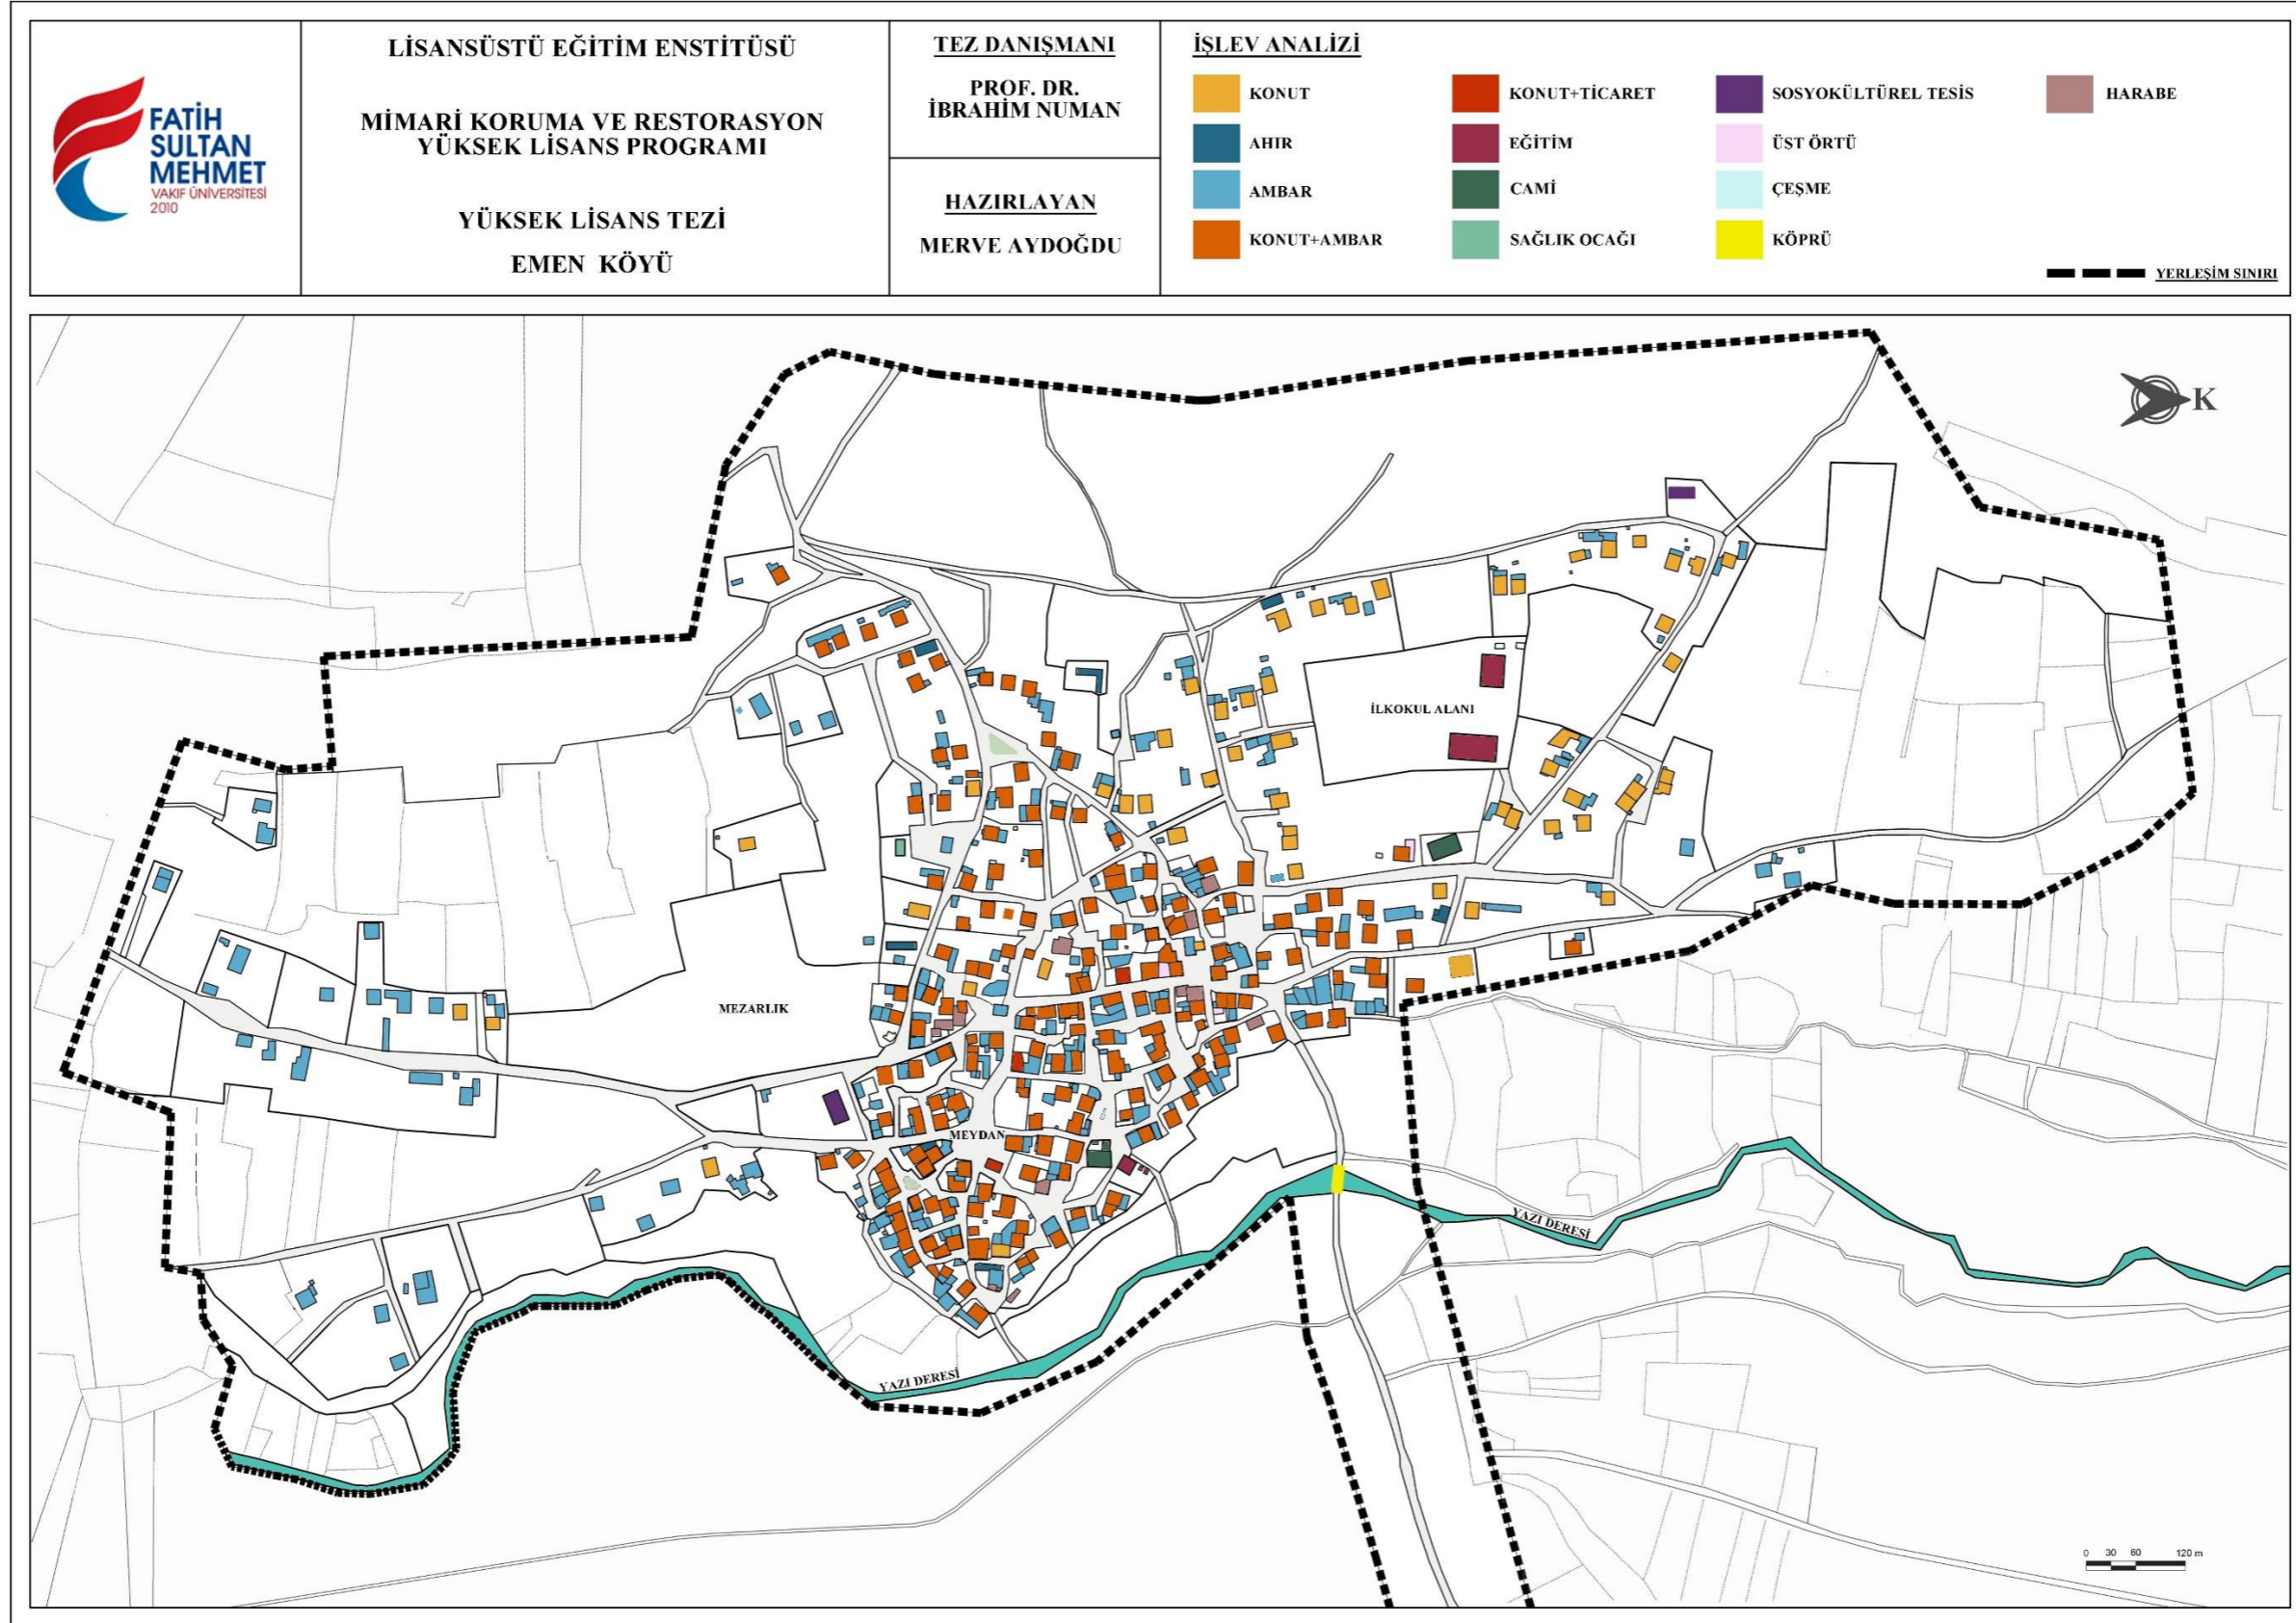 FATİH
SULTAN
MEHMET
VAKIF ÜNİVERSİTESİ
2010
LİSANSÜSTÜ EĞİTİM ENSTİTÜSÜ
MİMARİ KORUMA VE RESTORASYON
YÜKSEK LİSANS PROGRAMI
YÜKSEK LİSANS TEZİ
EMEN KÖYÜ
TEZ DANIŞMANI
PROF. DR.
İBRAHİM NUMAN
HAZIRLAYAN
MERVE AYDOĞDU
İŞLEV ANALİZİ
KONUT
AHIR
AMBAR
KONUT+AMBAR
KONUT+TİCARET
EĞİTİM
CAMİ
SAĞLIK OCAĞI
SOSYOKÜLTÜREL TESİS
ÜST ÖRTÜ
ÇEŞME
KÖPRÜ
HARABE
YERLEŞİM SINIRI
K
İLKOKUL ALANI
MEZARLIK
MEYDAN
YAZI DERESİ
YAZI DERESİ
0 30 60 120 m